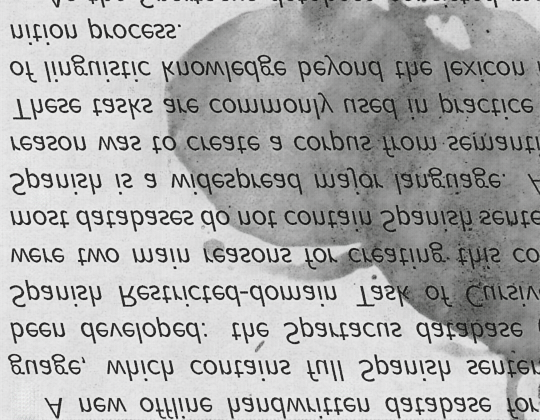 A new offline handwritten database for
guage, which contains full Spanish senten
been developed: the Spartacus database (
Spanish Restricted-domain Task of Cursiv
were two main reasons for creating this co
most databases do not contain Spanish sente
Spanish is a widespread major language. A
reason was to create a corpus from semanti
These tasks are commonly used in practice
of linguistic knowledge beyond the lexicon
nition process.
As the Spartacus database consisted